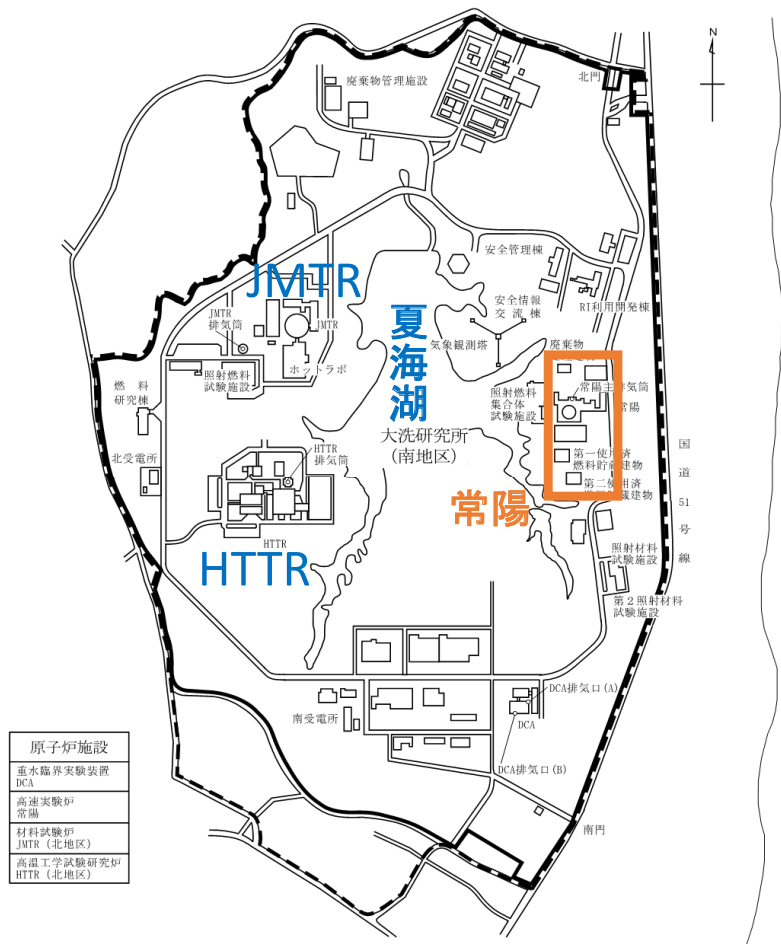 N
北門
廃棄物管理施設
安全管理棟
安全情報
交流棟
RI利用開発棟
JMTR
JMTR
排気筒
JMTR
ホットラボ
照射燃料
試験施設
夏海湖
気象観測塔
廃棄物
常陽主排気筒
常陽
照射燃料
集合体
試験施設
燃料
研究棟
大洗研究所
(南地区)
第一使用済
燃料貯蔵建物
第二使用済
国道51号線
北受電所
HTTR
排気筒
HTTR
HTTR
常陽
照射材料
試験施設
第2照射材料
試験施設
南受電所
DCA排気口(A)
DCA
DCA排気口(B)
南門
原子炉施設
重水臨界実験装置
DCA
高速実験炉
常陽
材料試験炉
JMTR (北地区)
高温工学試験研究炉
HTTR (北地区)